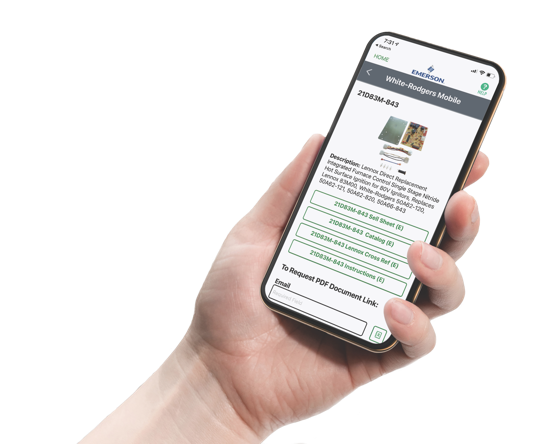 7:31
Search
HOME
EMERSON
HELP
White-Rodgers Mobile
21D83M-843
Description: Lennox Direct Replacement
Integrated Furnace Control Single Stage Nitride
Hot Surface Ignition for 80V Ignitors, Replaces
Lennox 83M00, White-Rodgers 50A62-120,
50A62-121, 50A62-820, 50A66-843
21D83M-843 Sell Sheet (E)
21D83M-843 Catalog (E)
21D83M-843 Lennox Cross Ref (E)
21D83M-843 Instructions (E)
To Request PDF Document Link:
Email
Required Field